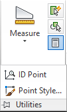 Measure
ID Point
Point Style...
Utilities